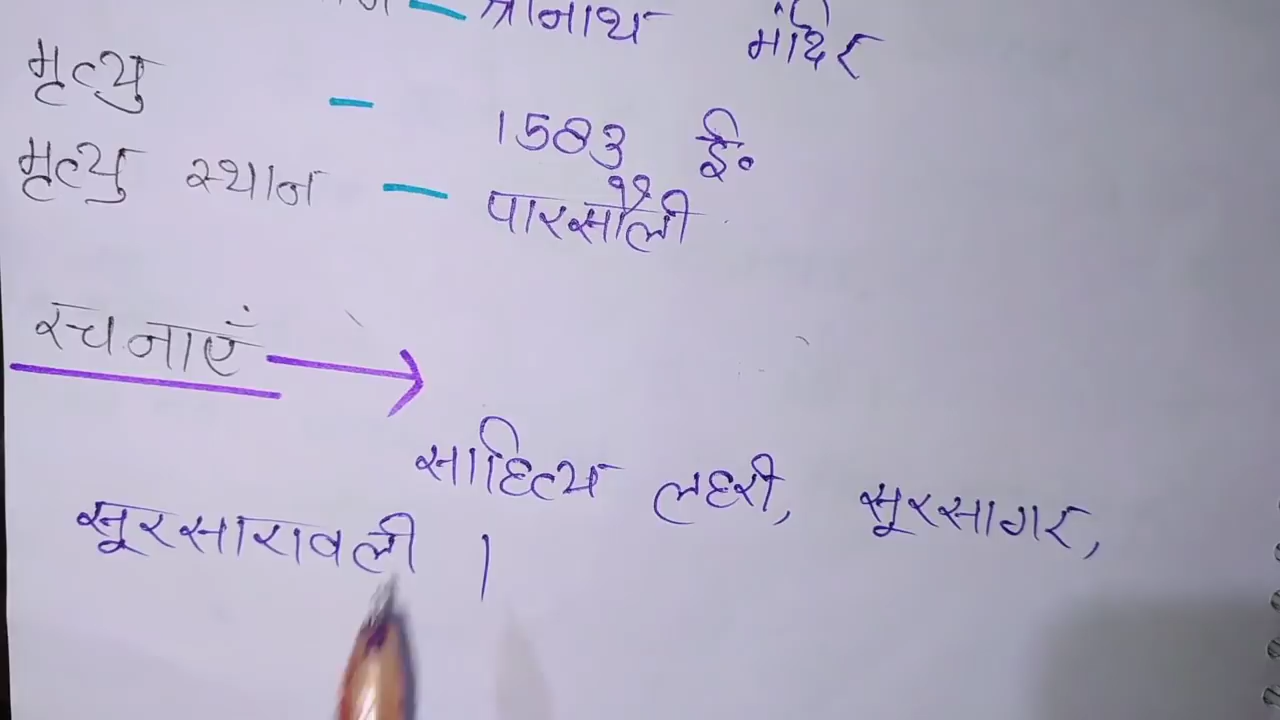 – श्रीनाथ मंदिर
मृत्यु – 1583 ई०
मृत्यु स्थान – पारसौली
रचनाएँ →
साहित्य लहरी, सूरसागर,
सूरसारावली ।